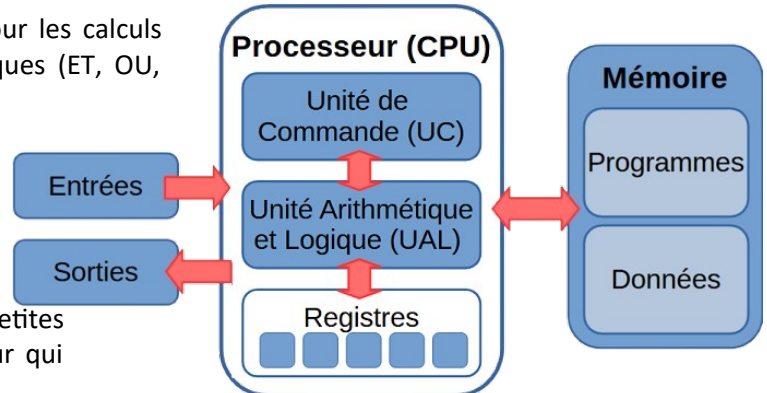 our les calculs
ques (ET, OU,
Processeur (CPU)
Unité de
Commande (UC)
Unité Arithmétique
et Logique (UAL)
Registres
Entrées
Sorties
Mémoire
Programmes
Données
etites
ur qui